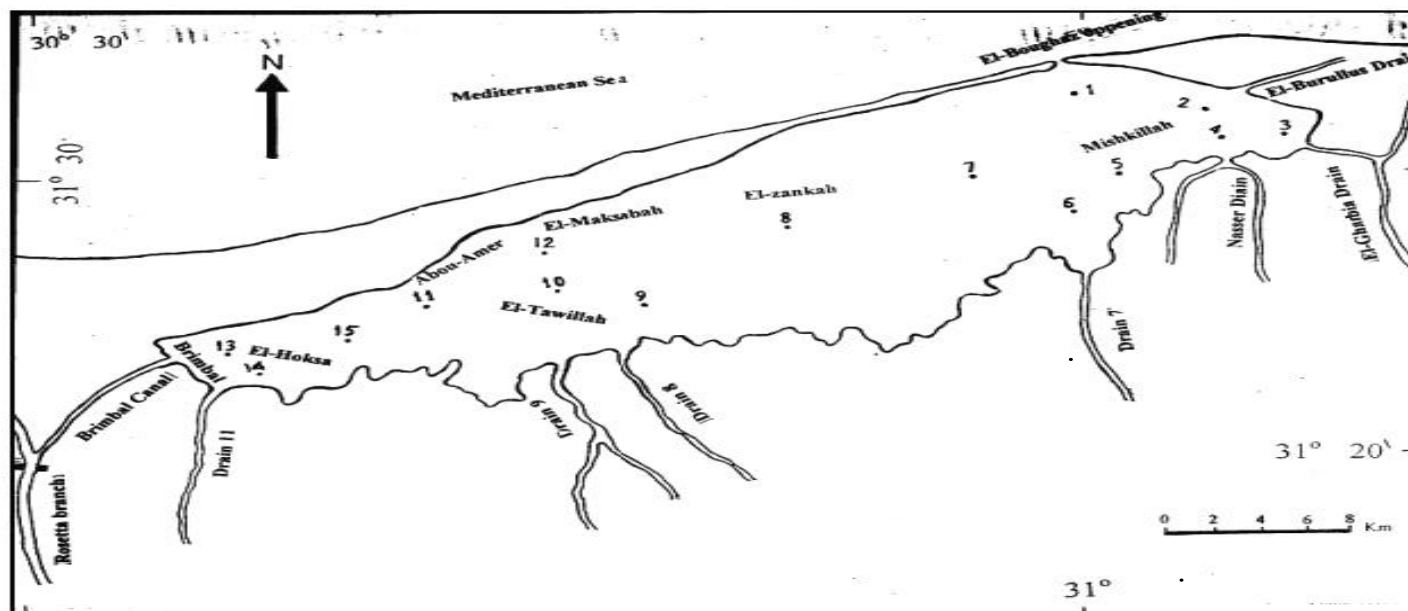 30° 30'
N
Mediterranean Sea
El-Boughaz Oppening
El-Burullus Drai
1
2
3
4
Mishkillah
5
6
7
31° 30'
El-zankah
8
El-Maksabah
12
Abou-Amer
10
11
9
El-Tawillah
15
13
El-Hoksa
14
Brimbal
Brimbal Canal
Drain 11
Drain 9
Drain 8
Drain 7
Nasser Diain
El-Gharbia Drain
Rosetta branch
31° 20'
0 2 4 6 8 K.m
31°